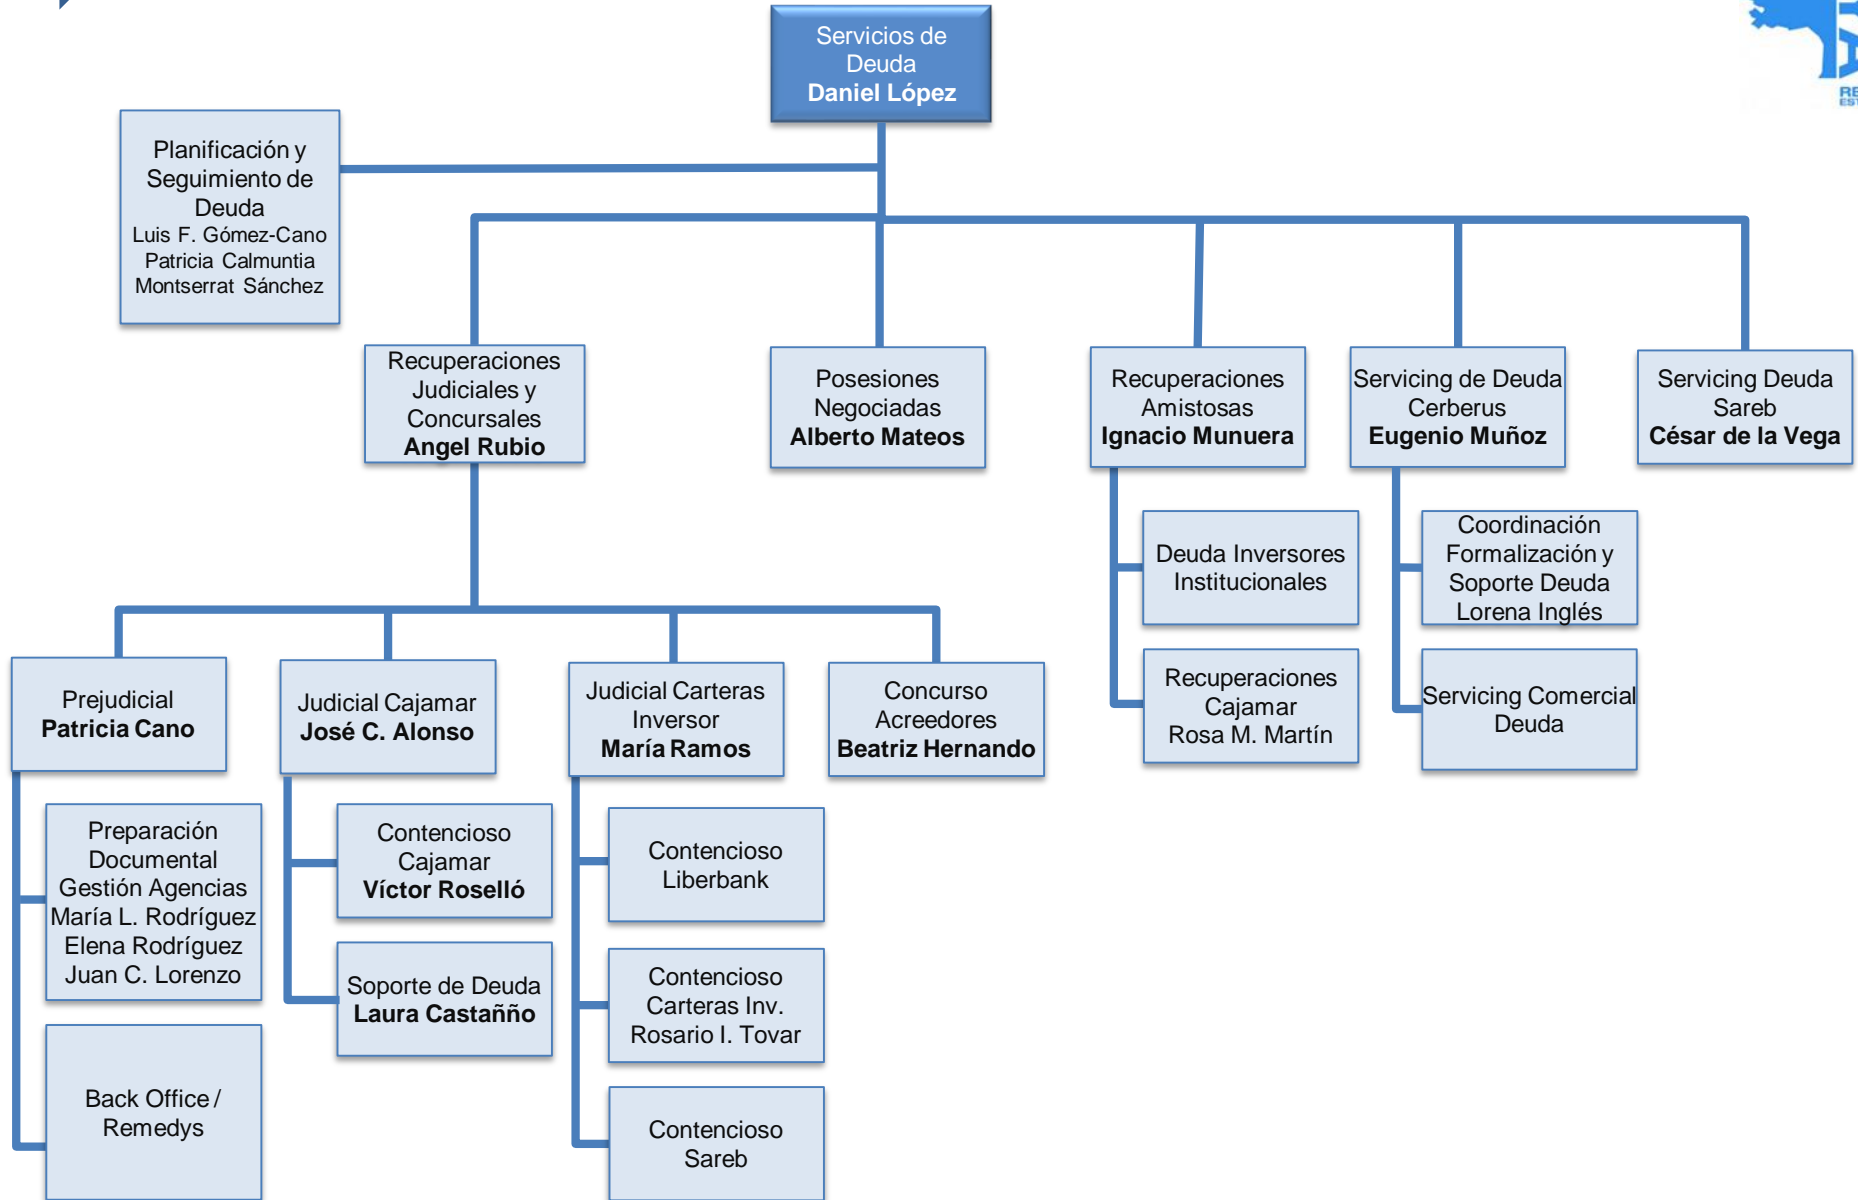 Servicios de
Deuda
Daniel López
Planificación y
Seguimiento de
Deuda
Luis F. Gómez-Cano
Patricia Calmuntia
Montserrat Sánchez
Recuperaciones
Judiciales y
Concursales
Angel Rubio
Posesiones
Negociadas
Alberto Mateos
Recuperaciones
Amistosas
Ignacio Munuera
Servicing de Deuda
Cerberus
Eugenio Muñoz
Servicing Deuda
Sareb
César de la Vega
Deuda Inversores
Institucionales
Coordinación
Formalización y
Soporte Deuda
Lorena Inglés
Recuperaciones
Cajamar
Rosa M. Martín
Servicing Comercial
Deuda
Prejudicial
Patricia Cano
Judicial Cajamar
José C. Alonso
Judicial Carteras
Inversor
María Ramos
Concurso
Acreedores
Beatriz Hernando
Preparación
Documental
Gestión Agencias
María L. Rodríguez
Elena Rodríguez
Juan C. Lorenzo
Contencioso
Cajamar
Víctor Roselló
Contencioso
Liberbank
Soporte de Deuda
Laura Castañño
Contencioso
Carteras Inv.
Rosario I. Tovar
Back Office /
Remedys
Contencioso
Sareb